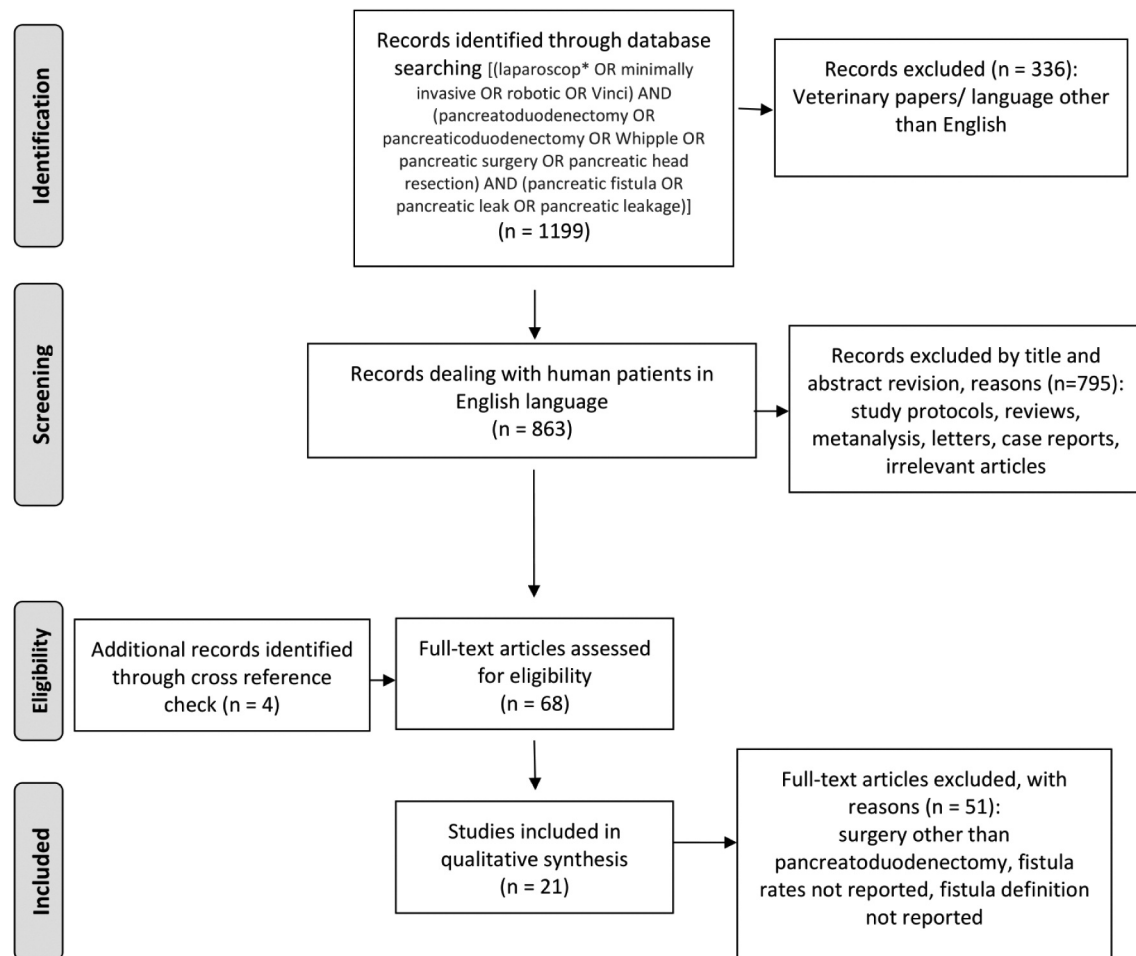 Identification
Records identified through database
searching [(laparoscop* OR minimally
invasive OR robotic OR Vinci) AND
(pancreatoduodenectomy OR
pancreaticoduodenectomy OR Whipple OR
pancreatic surgery OR pancreatic head
resection) AND (pancreatic fistula OR
pancreatic leak OR pancreatic leakage)]
(n = 1199)
Records excluded (n = 336):
Veterinary papers/ language other
than English
Screening
Records dealing with human patients in
English language
(n = 863)
Records excluded by title and
abstract revision, reasons (n=795):
study protocols, reviews,
metanalysis, letters, case reports,
irrelevant articles
Eligibility
Additional records identified
through cross reference
check (n = 4)
Full-text articles assessed
for eligibility
(n = 68)
Included
Studies included in
qualitative synthesis
(n = 21)
Full-text articles excluded, with
reasons (n = 51):
surgery other than
pancreatoduodenectomy, fistula
rates not reported, fistula definition
not reported